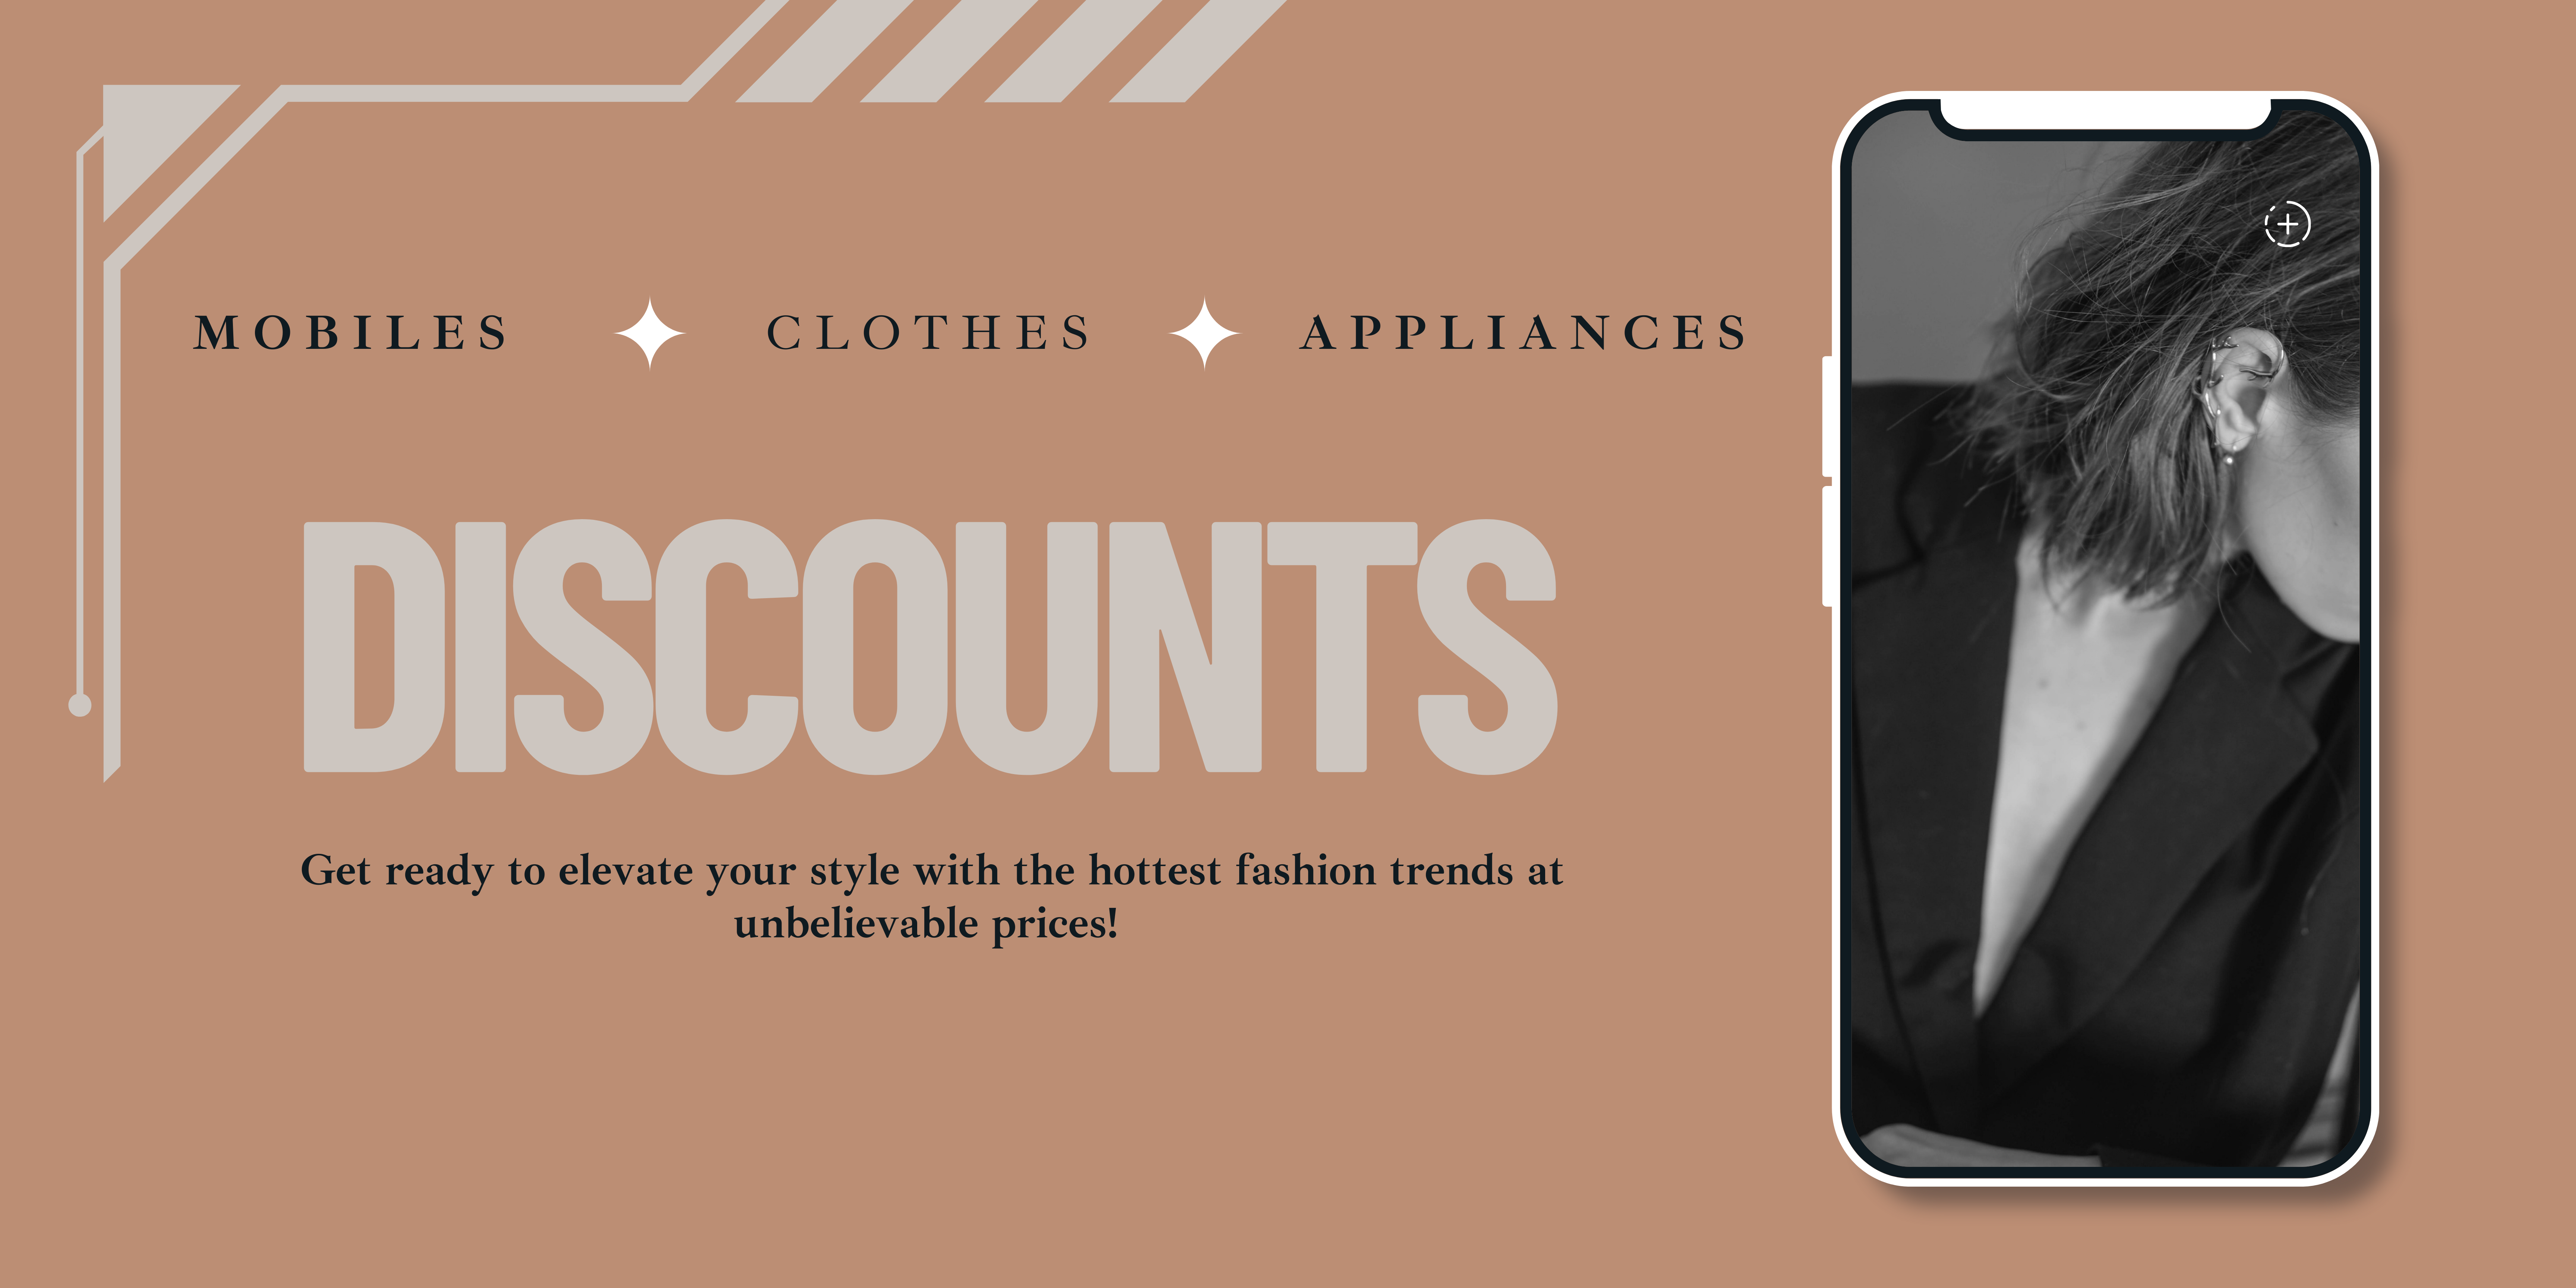 MOBILES CLOTHES APPLIANCES
DISCOUNTS
Get ready to elevate your style with the hottest fashion trends at
unbelievable prices!